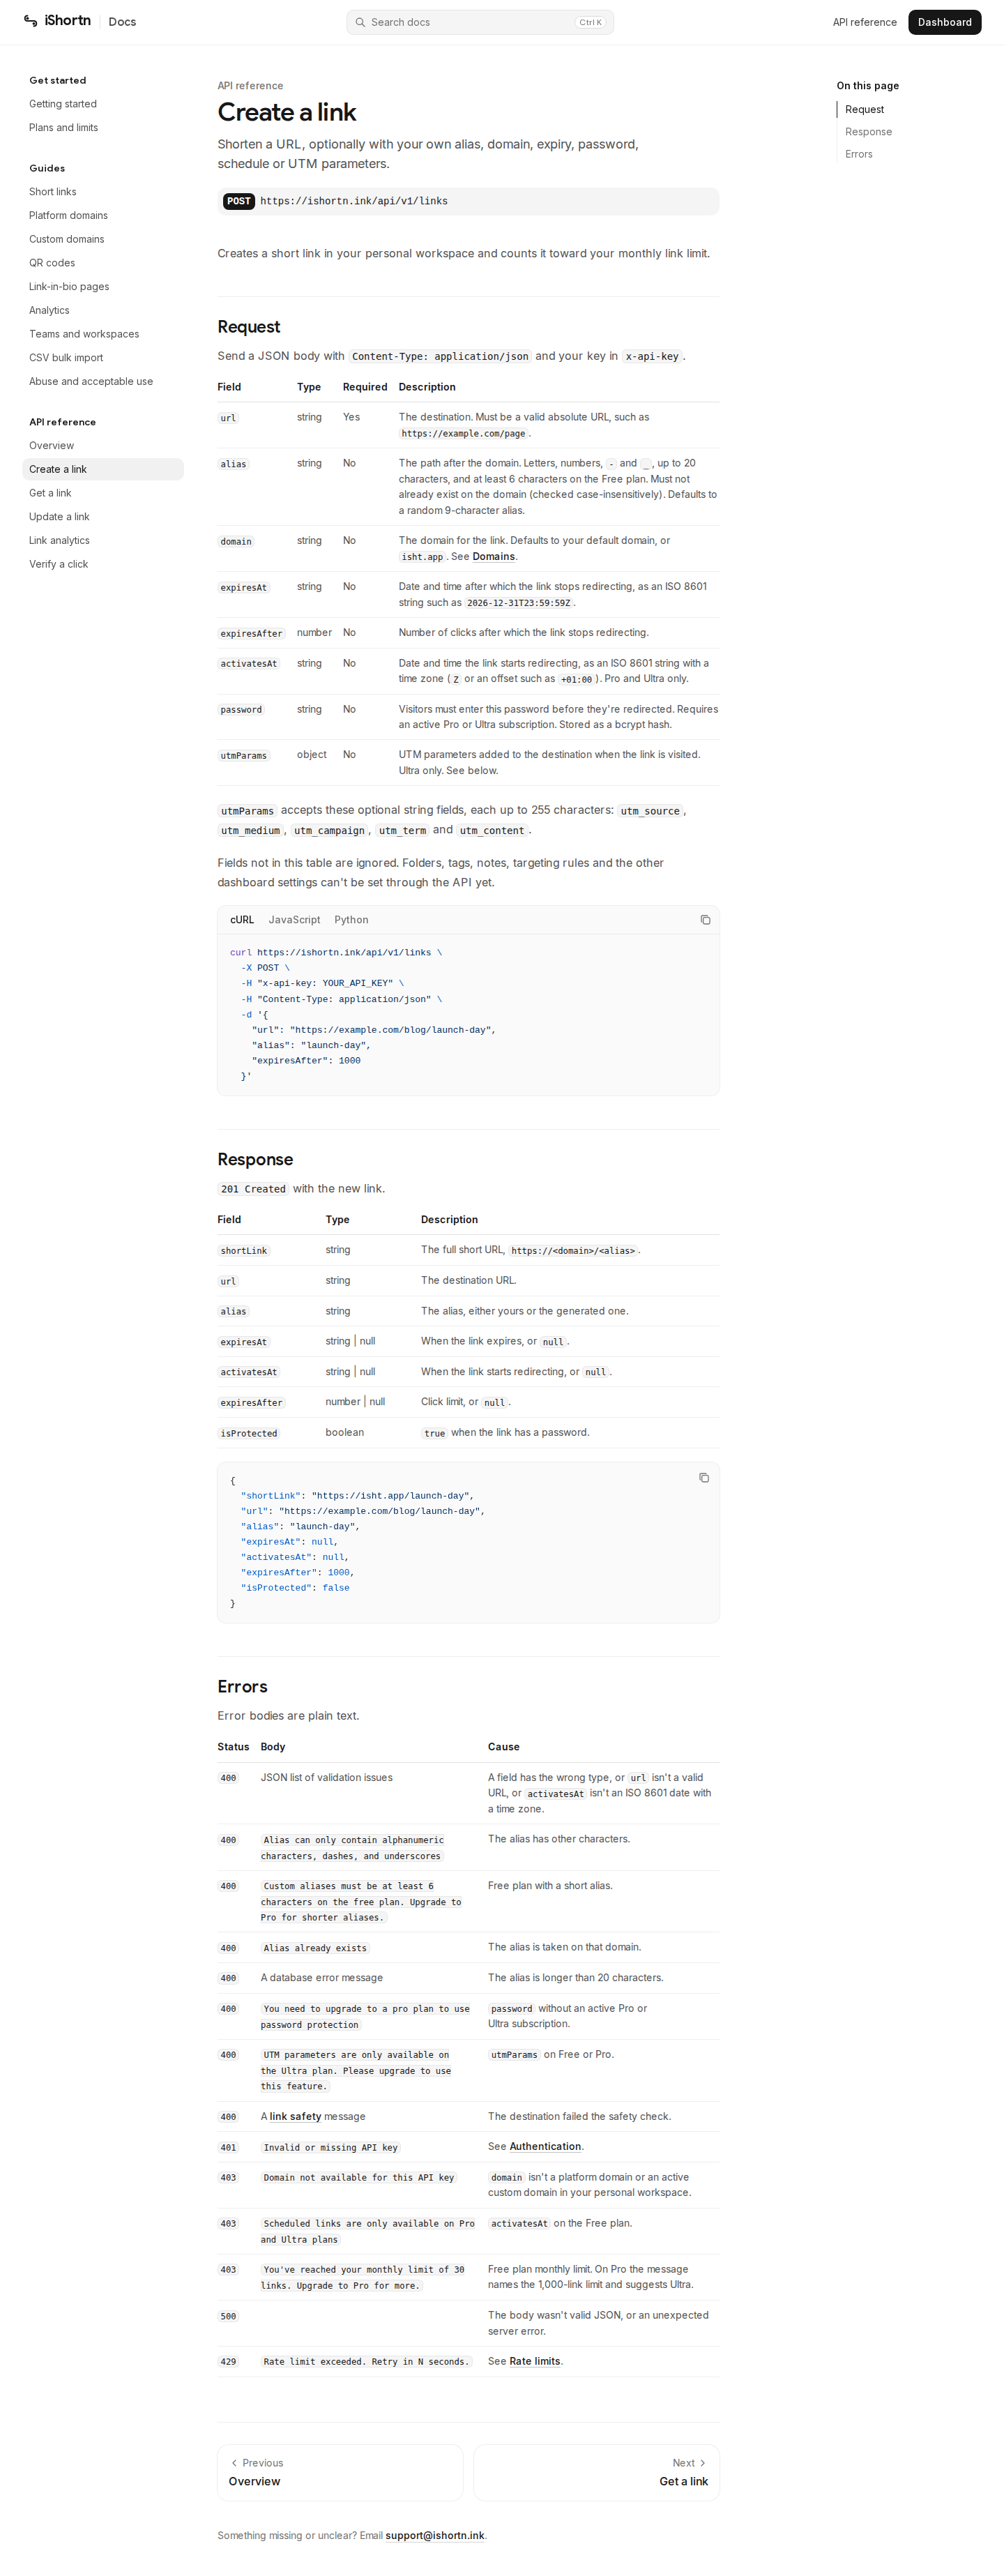 iShortn Docs Search docs Ctrl K API reference Dashboard
Get started
Getting started
Plans and limits
Guides
Short links
Platform domains
Custom domains
QR codes
Link-in-bio pages
Analytics
Teams and workspaces
CSV bulk import
Abuse and acceptable use
API reference
Overview
Create a link
Get a link
Update a link
Link analytics
Verify a click
API reference
Create a link
Shorten a URL, optionally with your own alias, domain, expiry, password,
schedule or UTM parameters.
POST https://ishortn.ink/api/v1/links
Creates a short link in your personal workspace and counts it toward your monthly link limit.
Request
Send a JSON body with Content-Type: application/json and your key in x-api-key.
Field Type Required Description
url string Yes The destination. Must be a valid absolute URL, such as
https://example.com/page.
alias string No The path after the domain. Letters, numbers, - and _, up to 20
characters, and at least 6 characters on the Free plan. Must not
already exist on the domain (checked case-insensitively). Defaults to
a random 9-character alias.
domain string No The domain for the link. Defaults to your default domain, or
isht.app. See Domains.
expiresAt string No Date and time after which the link stops redirecting, as an ISO 8601
string such as 2026-12-31T23:59:59Z.
expiresAfter number No Number of clicks after which the link stops redirecting.
activatesAt string No Date and time the link starts redirecting, as an ISO 8601 string with a
time zone (Z or an offset such as +01:00). Pro and Ultra only.
password string No Visitors must enter this password before they're redirected. Requires
an active Pro or Ultra subscription. Stored as a bcrypt hash.
utmParams object No UTM parameters added to the destination when the link is visited.
Ultra only. See below.
utmParams accepts these optional string fields, each up to 255 characters: utm_source,
utm_medium, utm_campaign, utm_term and utm_content.
Fields not in this table are ignored. Folders, tags, notes, targeting rules and the other
dashboard settings can't be set through the API yet.
cURL JavaScript Python
curl https://ishortn.ink/api/v1/links \
-X POST \
-H "x-api-key: YOUR_API_KEY" \
-H "Content-Type: application/json" \
-d '{
"url": "https://example.com/blog/launch-day",
"alias": "launch-day",
"expiresAfter": 1000
}'
Response
201 Created with the new link.
Field Type Description
shortLink string The full short URL, https://<domain>/<alias>.
url string The destination URL.
alias string The alias, either yours or the generated one.
expiresAt string | null When the link expires, or null.
activatesAt string | null When the link starts redirecting, or null.
expiresAfter number | null Click limit, or null.
isProtected boolean true when the link has a password.
{
"shortLink": "https://isht.app/launch-day",
"url": "https://example.com/blog/launch-day",
"alias": "launch-day",
"expiresAt": null,
"activatesAt": null,
"expiresAfter": 1000,
"isProtected": false
}
Errors
Error bodies are plain text.
Status Body Cause
400 JSON list of validation issues A field has the wrong type, or url isn't a valid
URL, or activatesAt isn't an ISO 8601 date with
a time zone.
400 Alias can only contain alphanumeric The alias has other characters.
characters, dashes, and underscores
400 Custom aliases must be at least 6 Free plan with a short alias.
characters on the free plan. Upgrade to
Pro for shorter aliases.
400 Alias already exists The alias is taken on that domain.
400 A database error message The alias is longer than 20 characters.
400 You need to upgrade to a pro plan to use password without an active Pro or
password protection Ultra subscription.
400 UTM parameters are only available on utmParams on Free or Pro.
the Ultra plan. Please upgrade to use
this feature.
400 A link safety message The destination failed the safety check.
401 Invalid or missing API key See Authentication.
403 Domain not available for this API key domain isn't a platform domain or an active
custom domain in your personal workspace.
403 Scheduled links are only available on Pro activatesAt on the Free plan.
and Ultra plans
403 You've reached your monthly limit of 30 Free plan monthly limit. On Pro the message
links. Upgrade to Pro for more. names the 1,000-link limit and suggests Ultra.
500 The body wasn't valid JSON, or an unexpected
server error.
429 Rate limit exceeded. Retry in N seconds. See Rate limits.
Previous
Overview
Next
Get a link
Something missing or unclear? Email support@ishortn.ink.
On this page
Request
Response
Errors